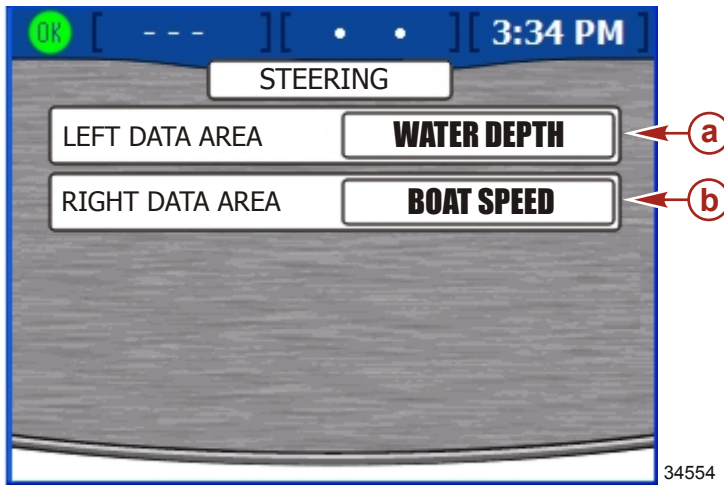 OK [ - - - ][ • • ][ 3:34 PM ]
STEERING
LEFT DATA AREA WATER DEPTH a
RIGHT DATA AREA BOAT SPEED b
34554